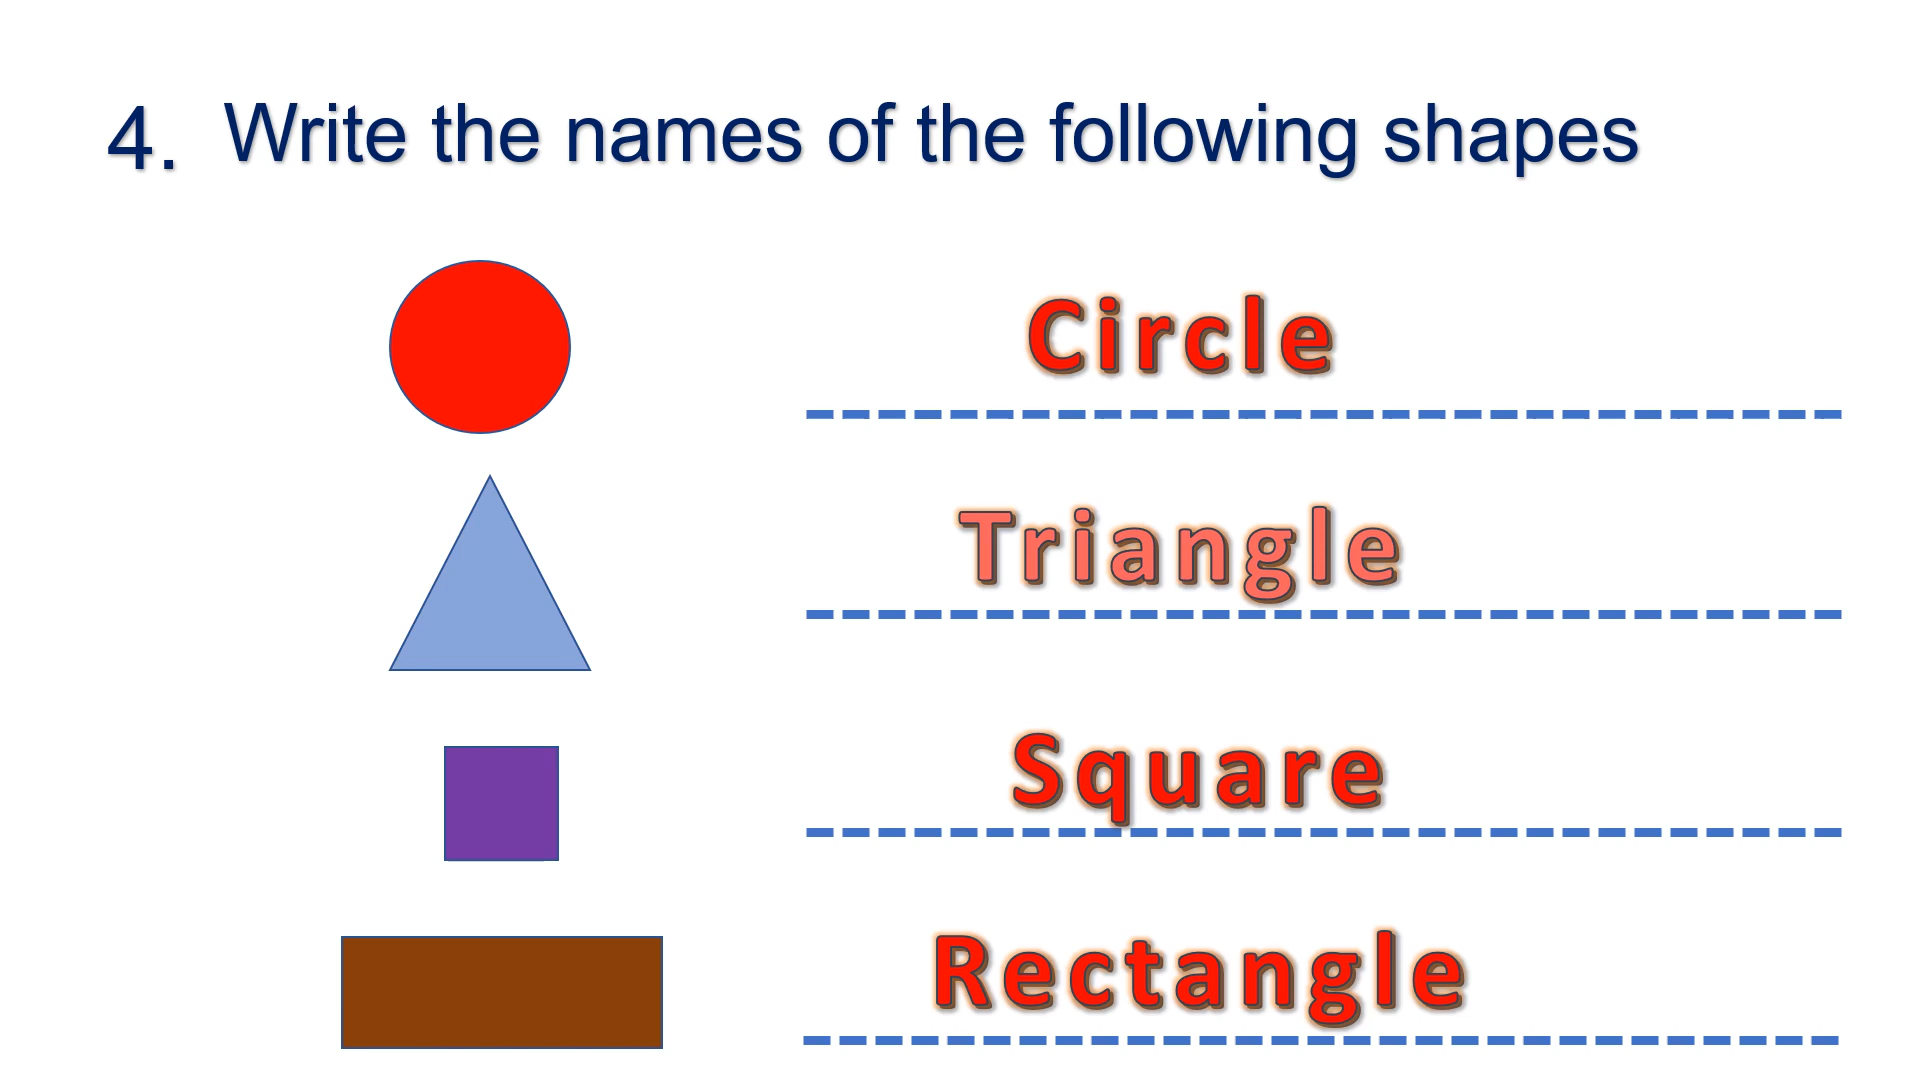 4. Write the names of the following shapes
Circle
Triangle
Square
Rectangle